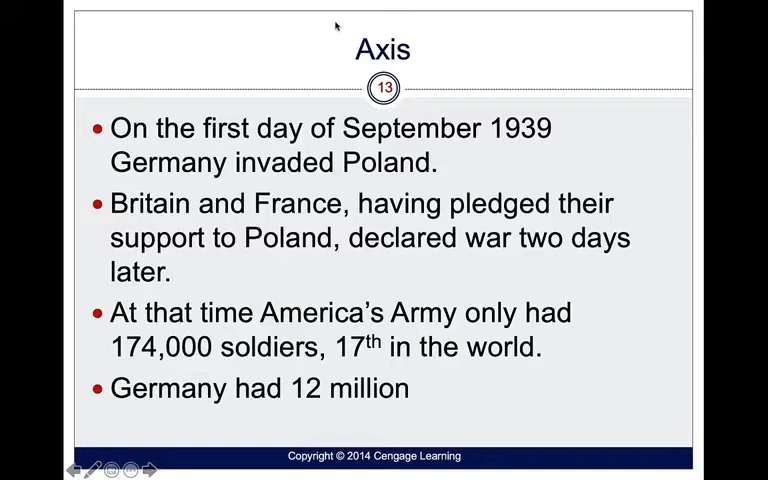 Axis
13
• On the first day of September 1939
Germany invaded Poland.
• Britain and France, having pledged their
support to Poland, declared war two days
later.
• At that time America’s Army only had
174,000 soldiers, 17th in the world.
• Germany had 12 million
Copyright © 2014 Cengage Learning